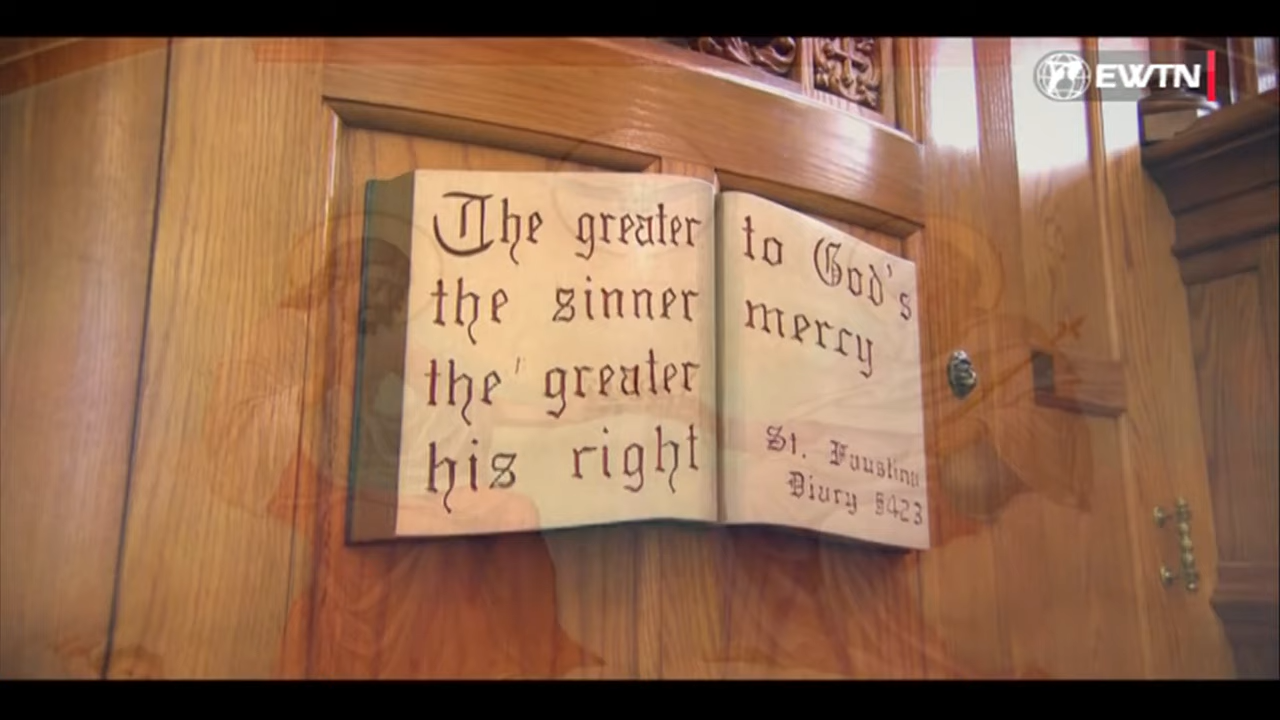 EWTN
The greater
the sinner
the greater
his right
to God's
mercy
St. Faustina
Diary §423